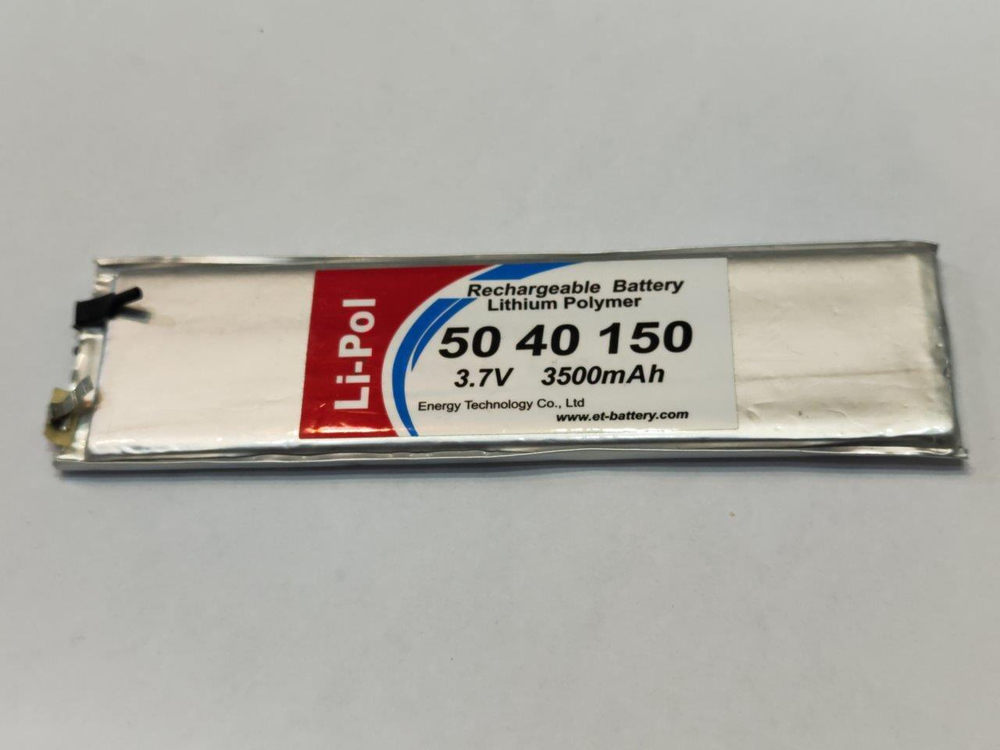 Li-Pol
Rechargeable Battery
Lithium Polymer
50 40 150
3.7V 3500mAh
Energy Technology Co., Ltd
www.et-battery.com